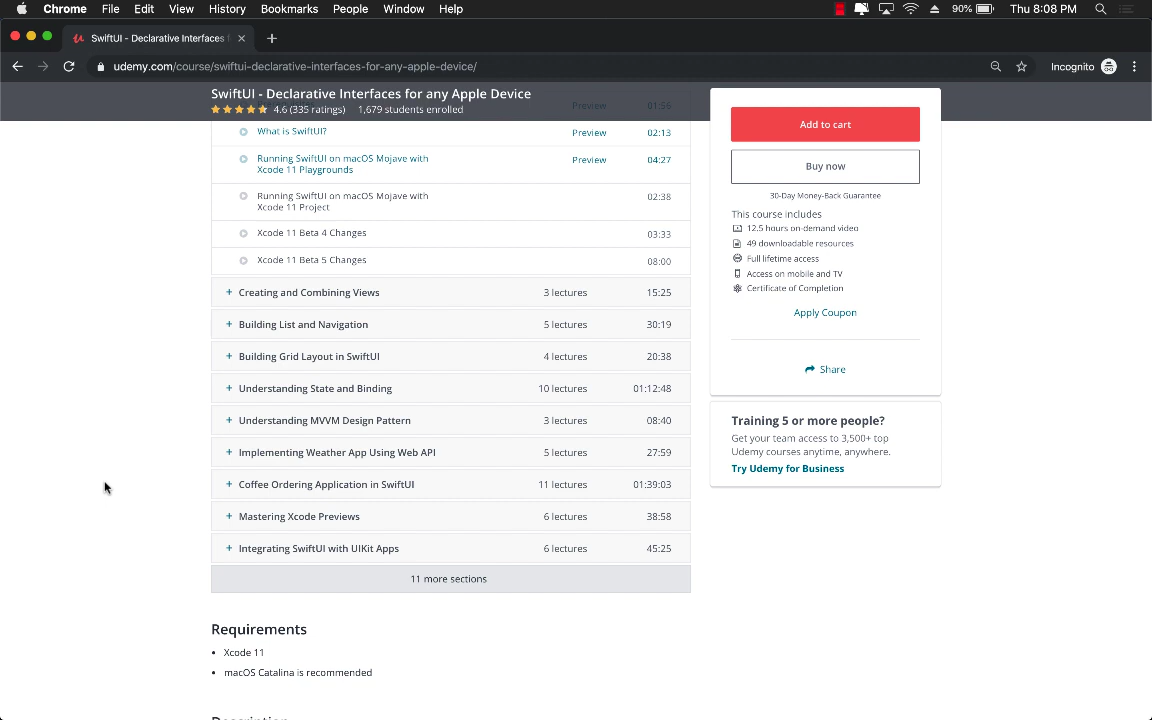 Chrome File Edit View History Bookmarks People Window Help 90% Thu 8:08 PM
SwiftUI - Declarative Interfaces f
udemy.com/course/swiftui-declarative-interfaces-for-any-apple-device/ Incognito
SwiftUI - Declarative Interfaces for any Apple Device
4.6 (335 ratings) 1,679 students enrolled
Preview 01:56
What is SwiftUI? Preview 02:13
Running SwiftUI on macOS Mojave with Preview 04:27
Xcode 11 Playgrounds
Running SwiftUI on macOS Mojave with 02:38
Xcode 11 Project
Xcode 11 Beta 4 Changes 03:33
Xcode 11 Beta 5 Changes 08:00
+ Creating and Combining Views 3 lectures 15:25
+ Building List and Navigation 5 lectures 30:19
+ Building Grid Layout in SwiftUI 4 lectures 20:38
+ Understanding State and Binding 10 lectures 01:12:48
+ Understanding MVVM Design Pattern 3 lectures 08:40
+ Implementing Weather App Using Web API 5 lectures 27:59
+ Coffee Ordering Application in SwiftUI 11 lectures 01:39:03
+ Mastering Xcode Previews 6 lectures 38:58
+ Integrating SwiftUI with UIKit Apps 6 lectures 45:25
11 more sections
Requirements
• Xcode 11
• macOS Catalina is recommended
Description
Add to cart
Buy now
30-Day Money-Back Guarantee
This course includes
12.5 hours on-demand video
49 downloadable resources
Full lifetime access
Access on mobile and TV
Certificate of Completion
Apply Coupon
Share
Training 5 or more people?
Get your team access to 3,500+ top
Udemy courses anytime, anywhere.
Try Udemy for Business